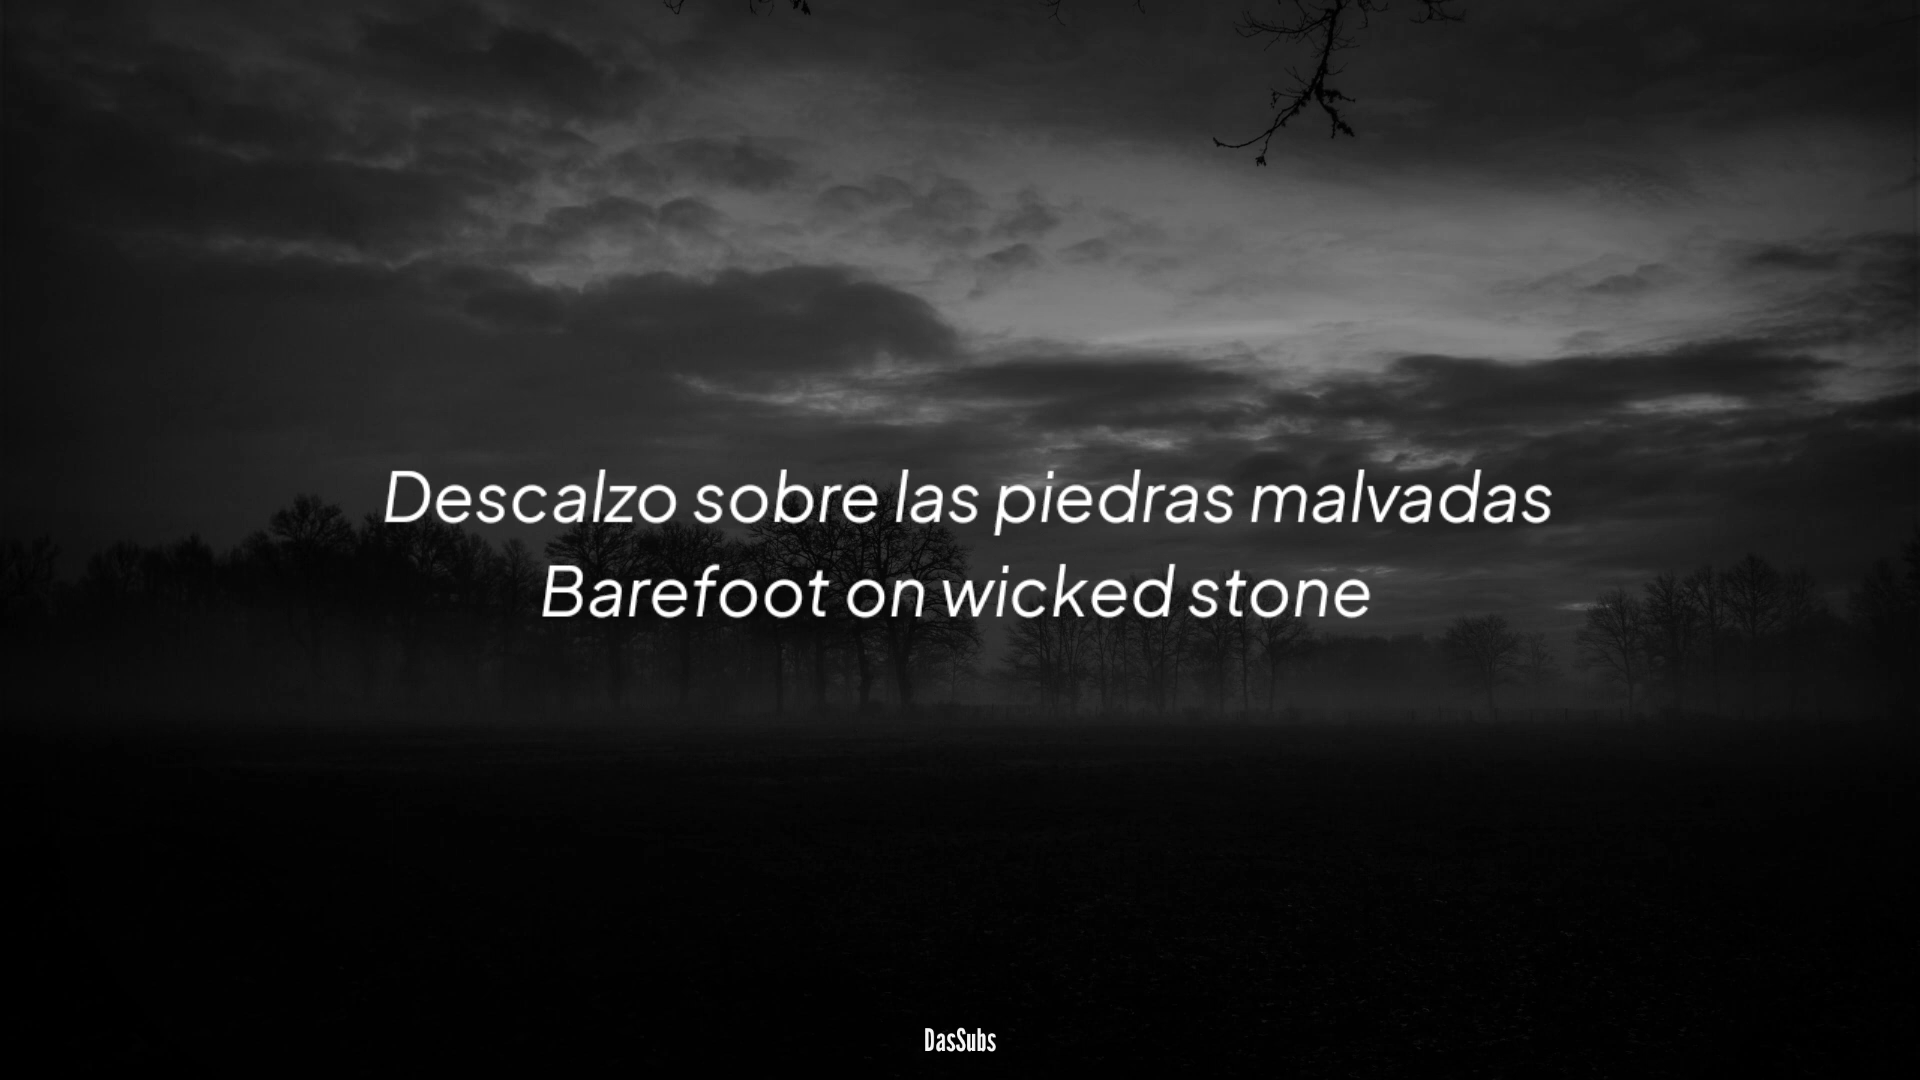 Descalzo sobre las piedras malvadas
Barefoot on wicked stone
DasSubs